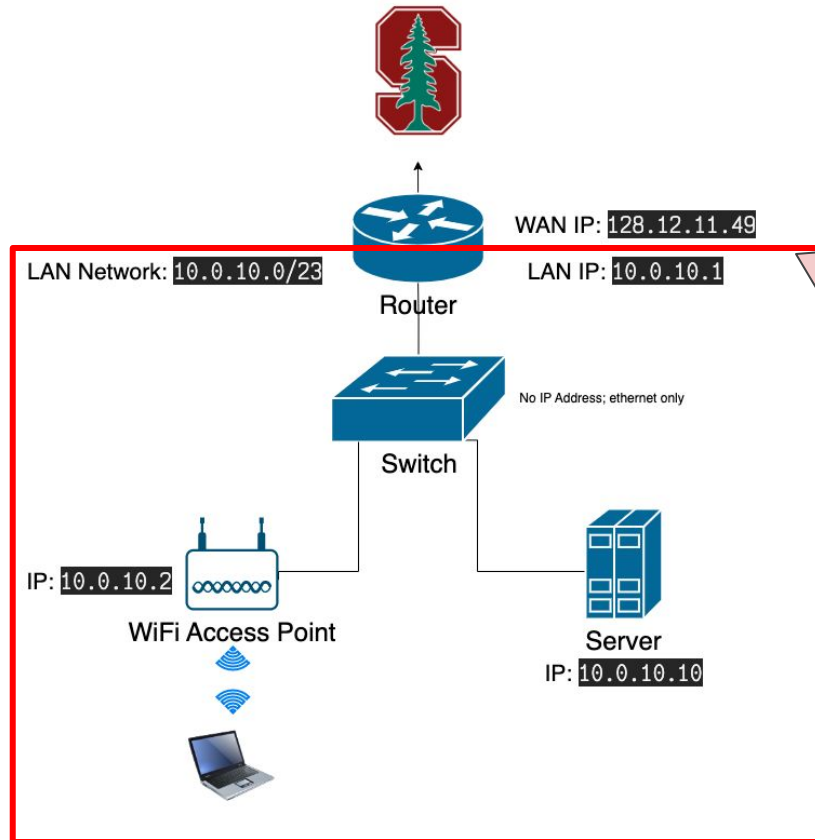 S
WAN IP: 128.12.11.49
LAN Network: 10.0.10.0/23
LAN IP: 10.0.10.1
Router
No IP Address; ethernet only
Switch
IP: 10.0.10.2
WiFi Access Point
Server
IP: 10.0.10.10